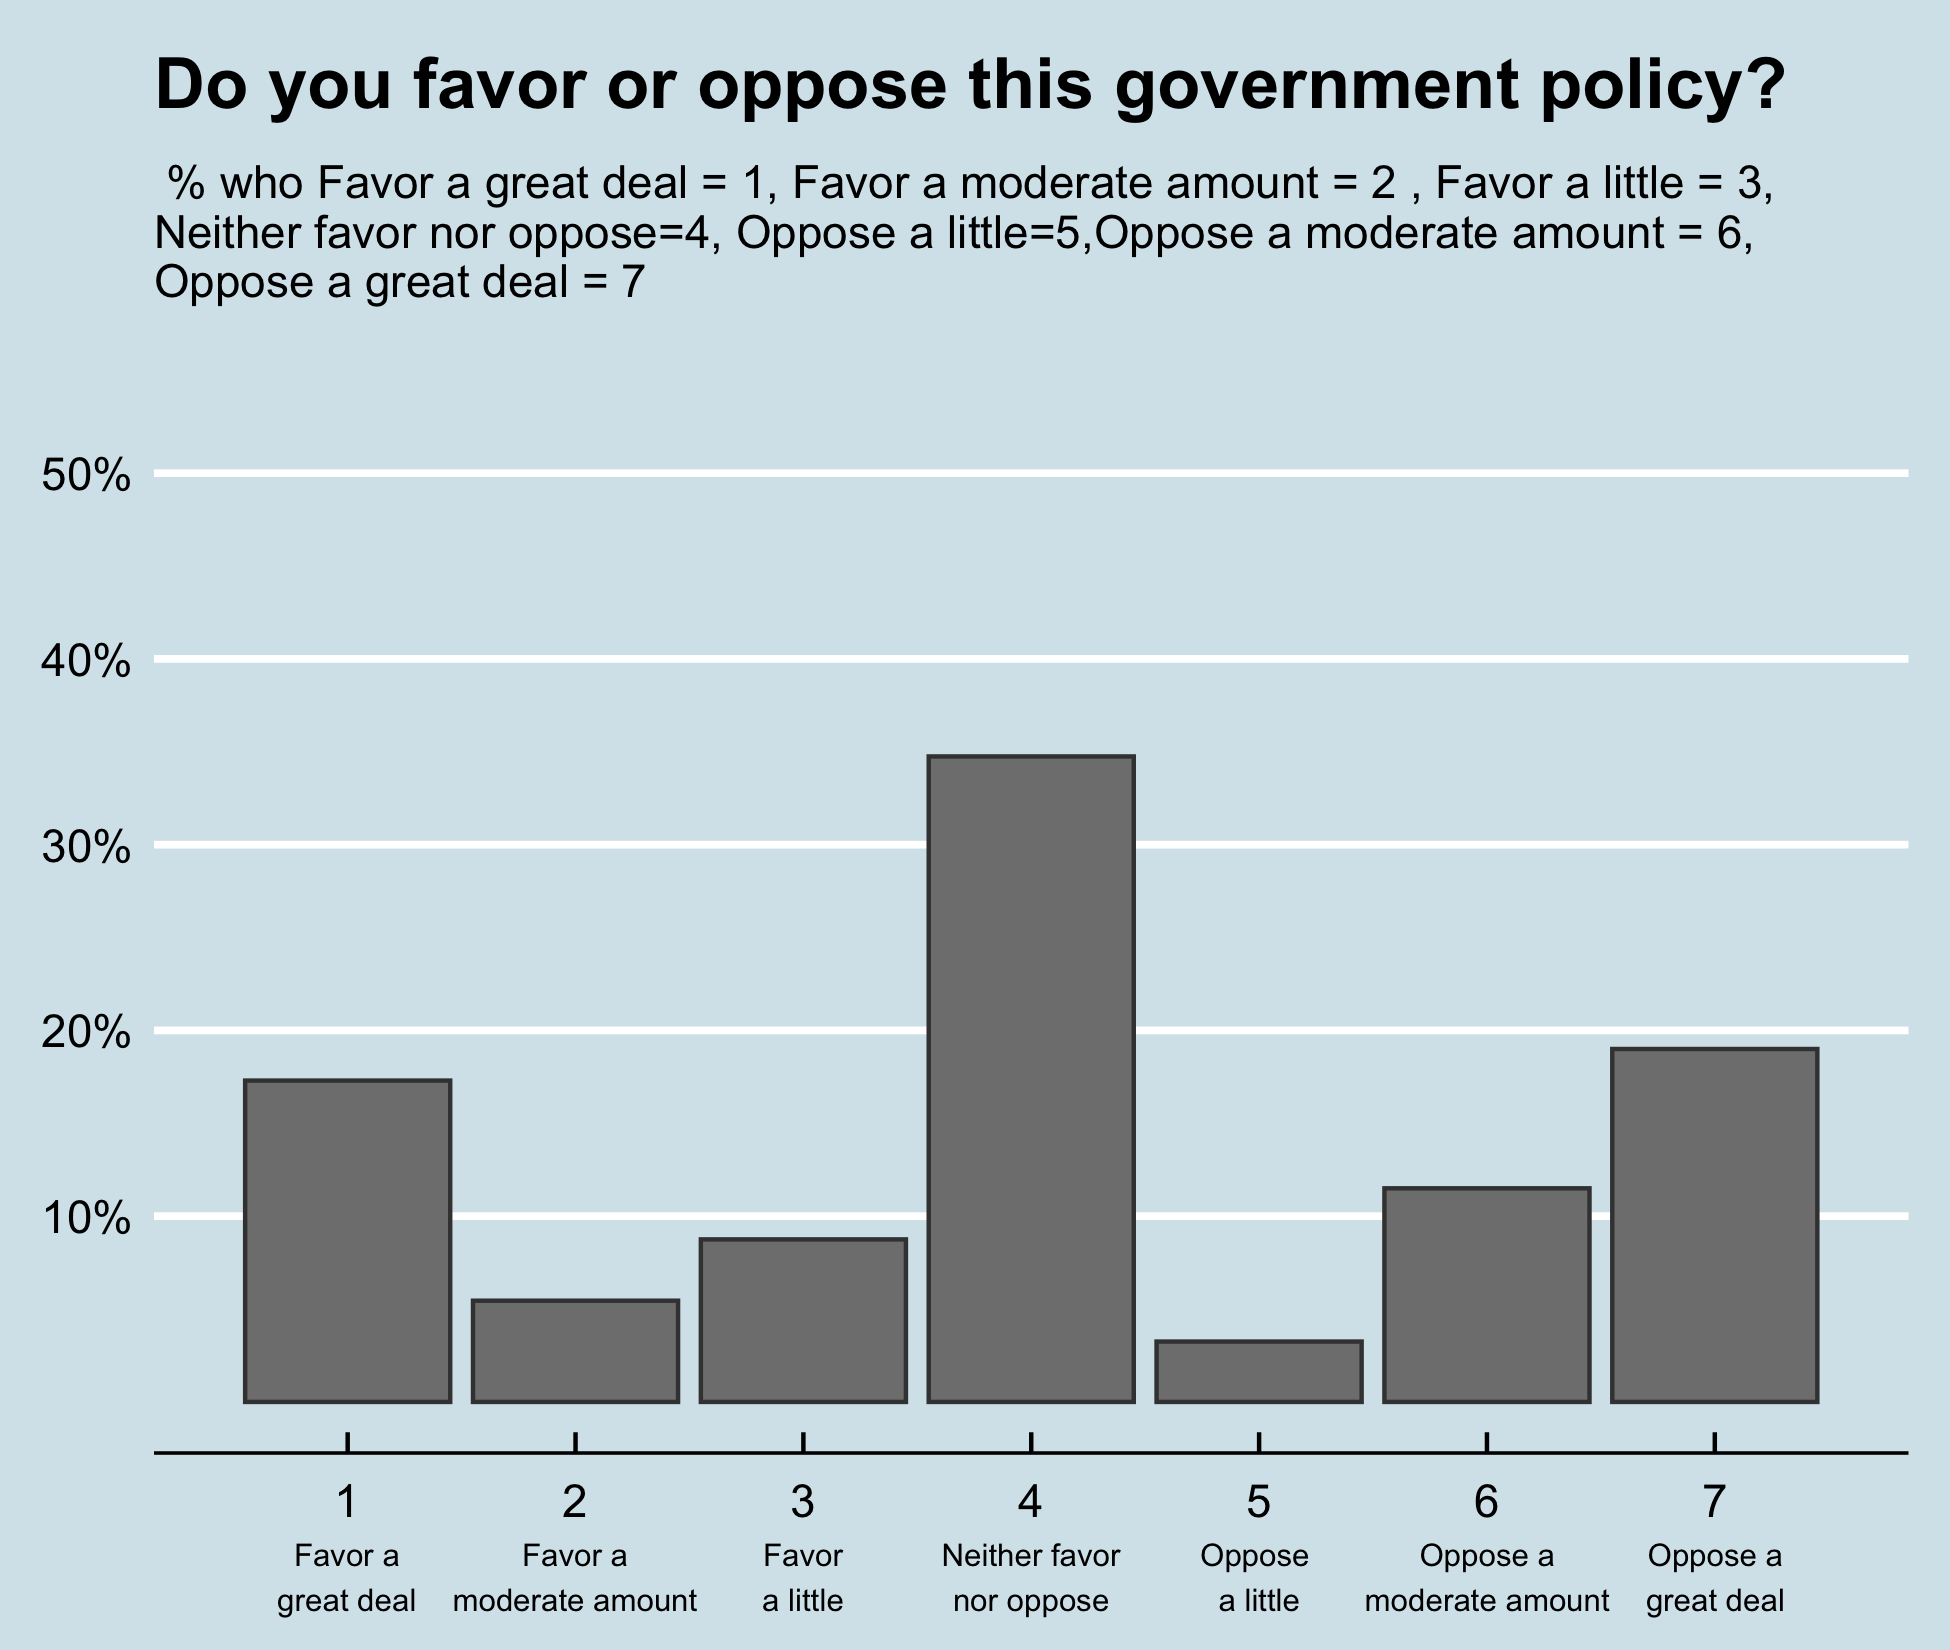 Do you favor or oppose this government policy?
% who Favor a great deal = 1, Favor a moderate amount = 2 , Favor a little = 3,
Neither favor nor oppose=4, Oppose a little=5,Oppose a moderate amount = 6,
Oppose a great deal = 7
50%
40%
30%
20%
10%
1 2 3 4 5 6 7
Favor a Favor a Favor Neither favor Oppose Oppose a Oppose a
great deal moderate amount a little nor oppose a little moderate amount great deal